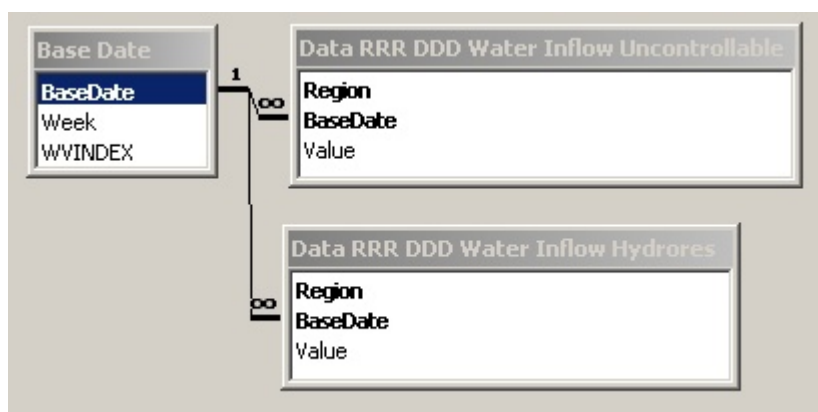 Base Date
BaseDate
Week
WVINDEX
1
∞
Data RRR DDD Water Inflow Uncontrollable
Region
BaseDate
Value
∞
Data RRR DDD Water Inflow Hydrores
Region
BaseDate
Value